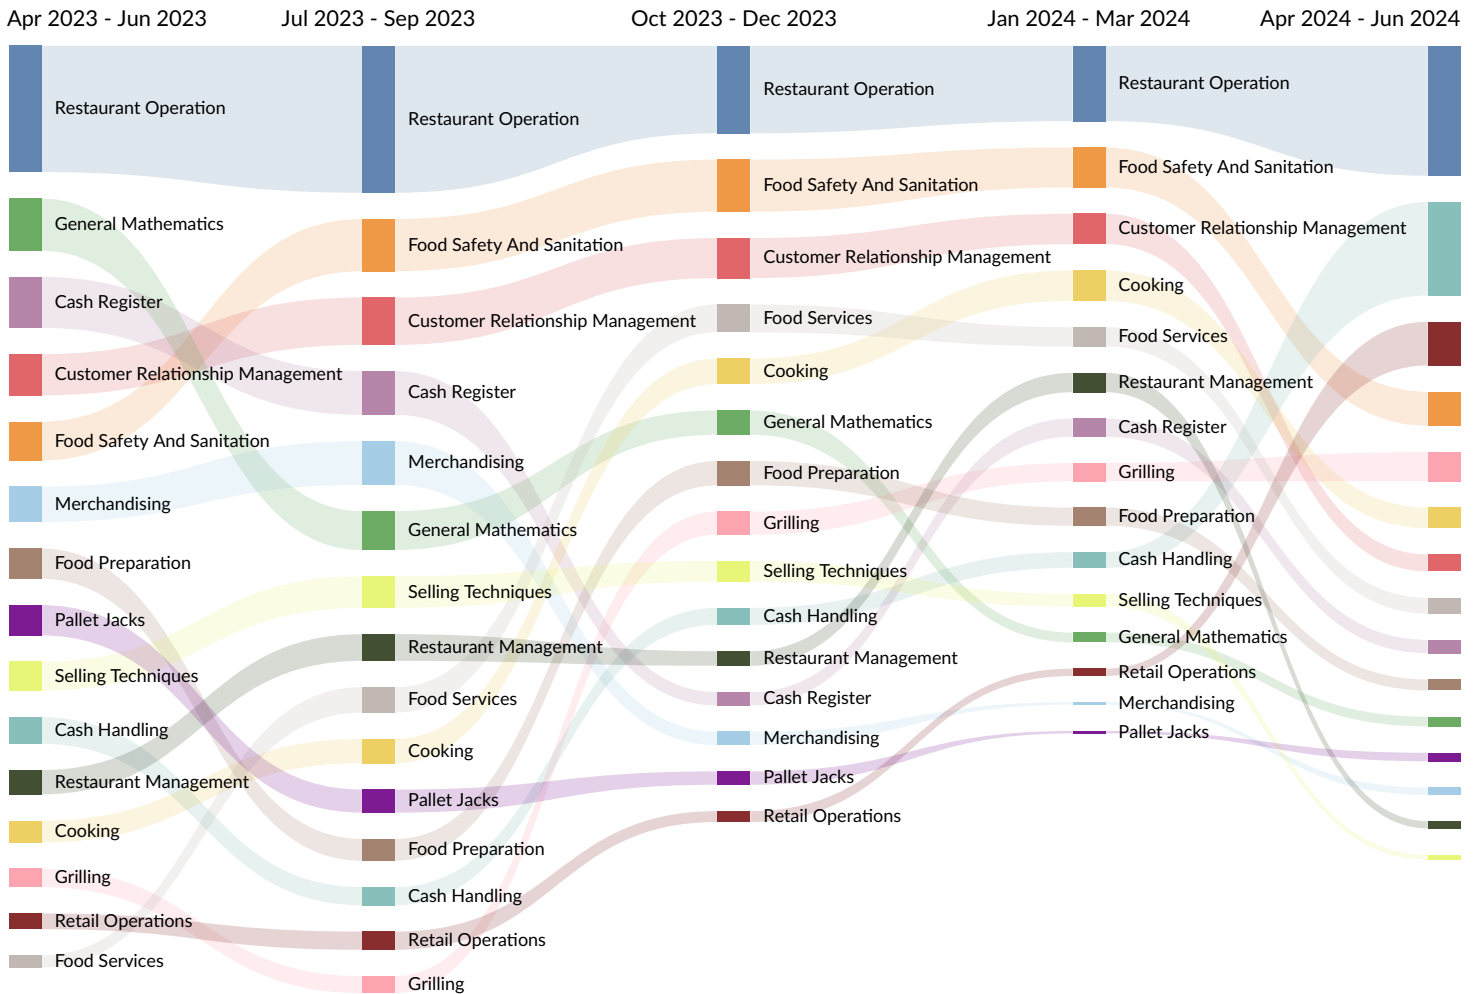 Apr 2023 - Jun 2023
Jul 2023 - Sep 2023
Oct 2023 - Dec 2023
Jan 2024 - Mar 2024
Apr 2024 - Jun 2024
Restaurant Operation
General Mathematics
Cash Register
Customer Relationship Management
Food Safety And Sanitation
Merchandising
Food Preparation
Pallet Jacks
Selling Techniques
Cash Handling
Restaurant Management
Cooking
Grilling
Retail Operations
Food Services
Restaurant Operation
Food Safety And Sanitation
Customer Relationship Management
Cash Register
Merchandising
General Mathematics
Selling Techniques
Restaurant Management
Food Services
Cooking
Pallet Jacks
Food Preparation
Cash Handling
Retail Operations
Grilling
Restaurant Operation
Food Safety And Sanitation
Customer Relationship Management
Food Services
Cooking
General Mathematics
Food Preparation
Grilling
Selling Techniques
Cash Handling
Restaurant Management
Cash Register
Merchandising
Pallet Jacks
Retail Operations
Restaurant Operation
Food Safety And Sanitation
Customer Relationship Management
Cooking
Food Services
Restaurant Management
Cash Register
Grilling
Food Preparation
Cash Handling
Selling Techniques
General Mathematics
Retail Operations
Merchandising
Pallet Jacks